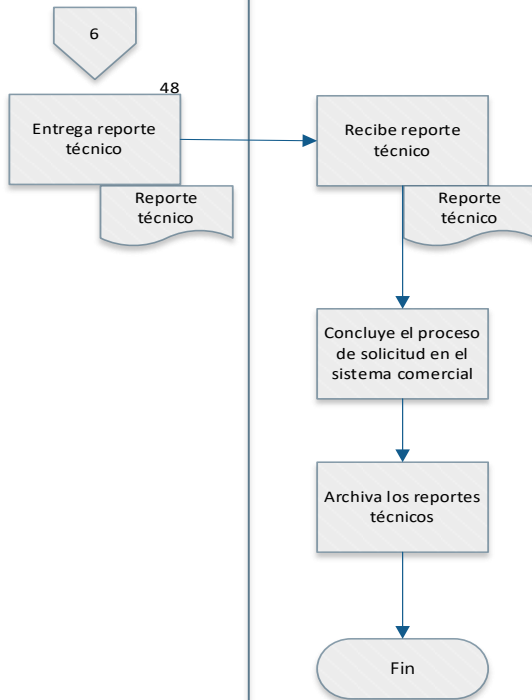 6
48
Entrega reporte
técnico
Reporte
técnico
Recibe reporte
técnico
Reporte
técnico
Concluye el proceso
de solicitud en el
sistema comercial
Archiva los reportes
técnicos
Fin